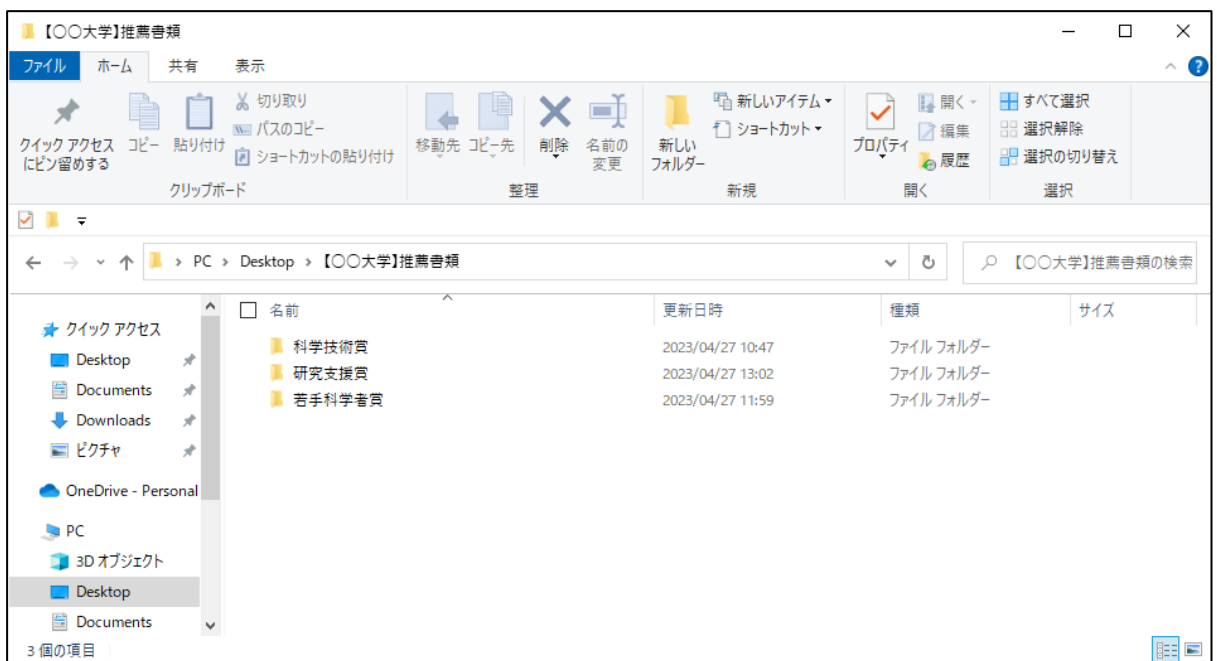 【〇〇大学】推薦書類
ファイル ホーム 共有 表示
クイック アクセス
にピン留めする
コピー
貼り付け
切り取り
パスのコピー
ショートカットの貼り付け
クリップボード
移動先
コピー先
削除
名前の
変更
整理
新しい
フォルダー
新しいアイテム
ショートカット
新規
プロパティ
開く
編集
履歴
開く
すべて選択
選択解除
選択の切り替え
選択
PC Desktop 【〇〇大学】推薦書類
【〇〇大学】推薦書類の検索
クイック アクセス
Desktop
Documents
Downloads
ピクチャ
OneDrive - Personal
PC
3D オブジェクト
Desktop
Documents
名前 更新日時 種類 サイズ
科学技術賞 2023/04/27 10:47 ファイル フォルダー
研究支援賞 2023/04/27 13:02 ファイル フォルダー
若手科学者賞 2023/04/27 11:59 ファイル フォルダー
3 個の項目